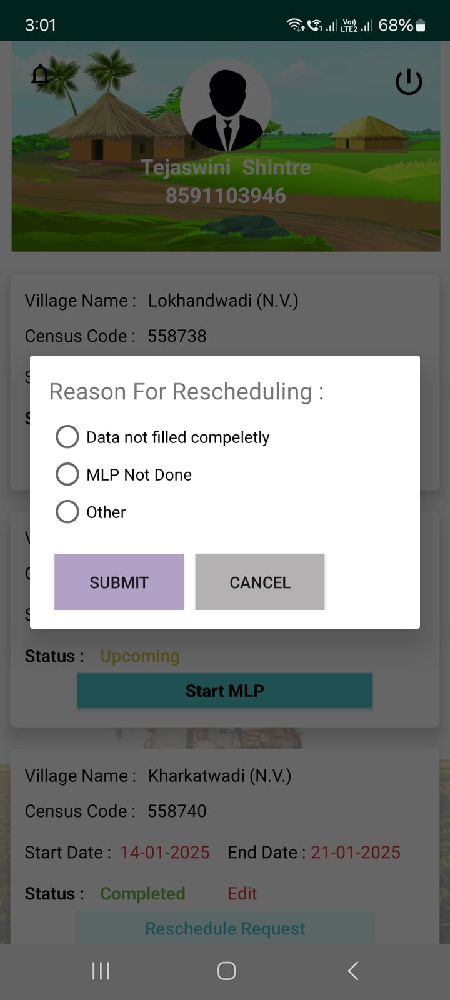 3:01 Vo)) LTE2 68%
Tejaswini Shintre
8591103946
Village Name : Lokhandwadi (N.V.)
Census Code : 558738
Reason For Rescheduling :
Data not filled compeletly
MLP Not Done
Other
SUBMIT CANCEL
Status : Upcoming
Start MLP
Village Name : Kharkatwadi (N.V.)
Census Code : 558740
Start Date : 14-01-2025 End Date : 21-01-2025
Status : Completed Edit
Reschedule Request